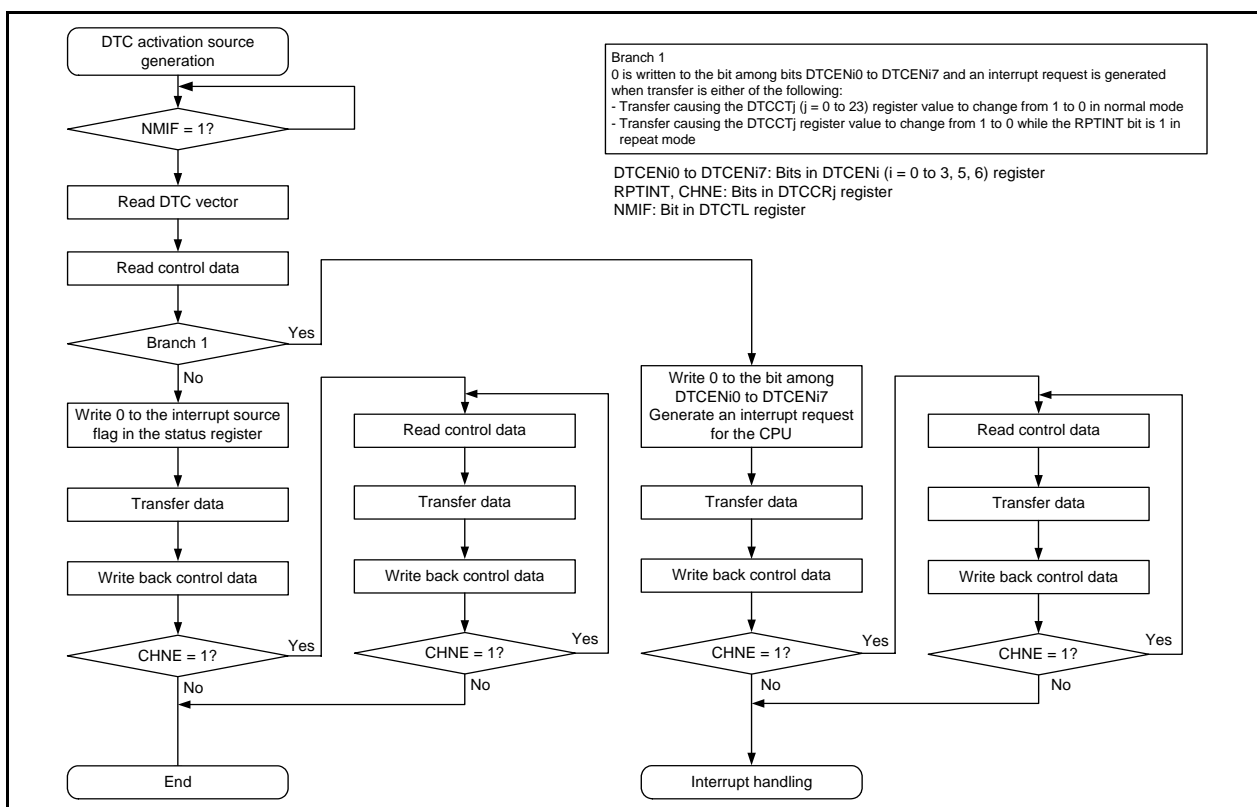 DTC activation source
generation
NMIF = 1?
Read DTC vector
Read control data
Branch 1
Yes
No
Write 0 to the interrupt source
flag in the status register
Transfer data
Write back control data
CHNE = 1?
Yes
No
End
Read control data
Transfer data
Write back control data
CHNE = 1?
Yes
No
Branch 1
0 is written to the bit among bits DTCENi0 to DTCENi7 and an interrupt request is generated
when transfer is either of the following:
- Transfer causing the DTCCTj (j = 0 to 23) register value to change from 1 to 0 in normal mode
- Transfer causing the DTCCTj register value to change from 1 to 0 while the RPTINT bit is 1 in
repeat mode
DTCENi0 to DTCENi7: Bits in DTCENi (i = 0 to 3, 5, 6) register
RPTINT, CHNE: Bits in DTCCRj register
NMIF: Bit in DTCTL register
Write 0 to the bit among
DTCENi0 to DTCENi7
Generate an interrupt request
for the CPU
Transfer data
Write back control data
CHNE = 1?
Yes
No
Interrupt handling
Read control data
Transfer data
Write back control data
CHNE = 1?
Yes
No